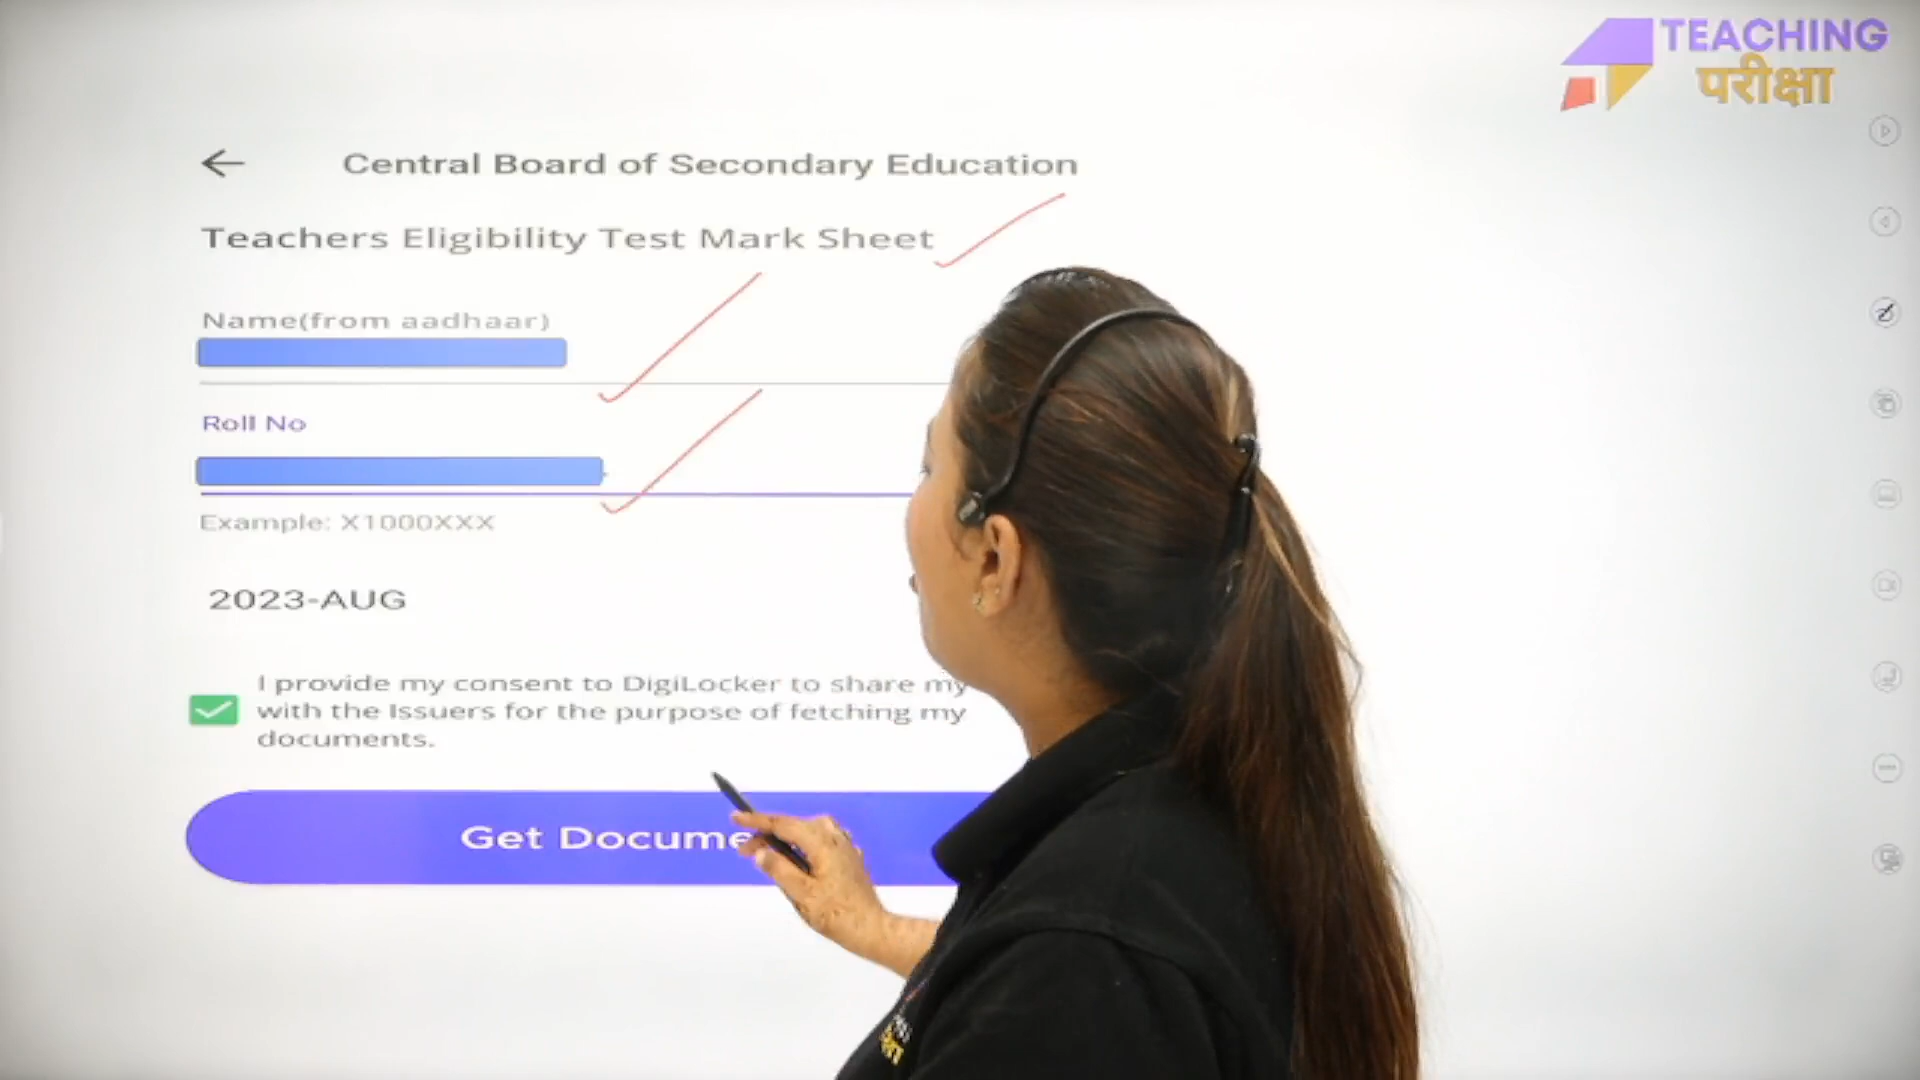 TEACHING
परीक्षा
Central Board of Secondary Education
Teachers Eligibility Test Mark Sheet
Name(from aadhaar)
Roll No
Example: X1000XXX
2023-AUG
I provide my consent to DigiLocker to share my
with the Issuers for the purpose of fetching my
documents.
Get Docume